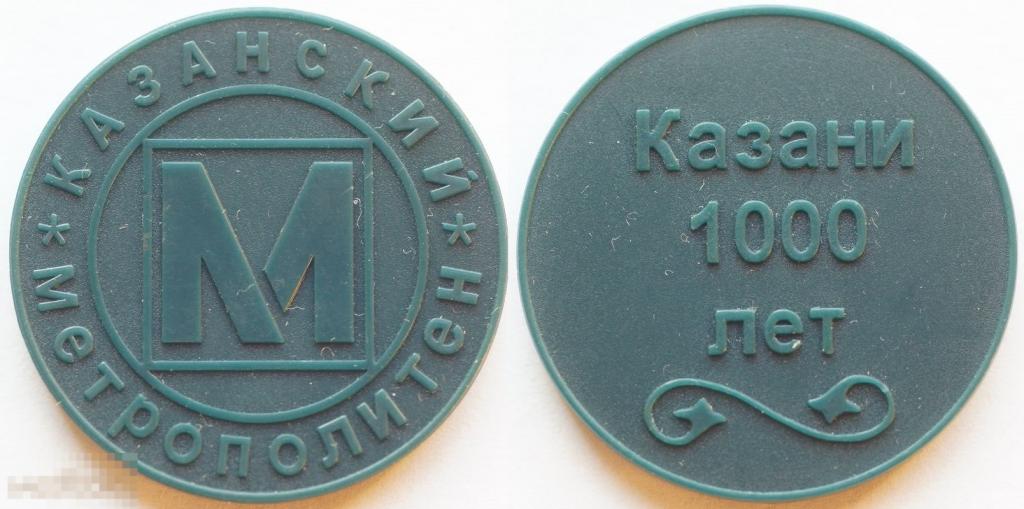 КАЗАНСКИЙ
* метрополитен *
М
Казани
1000
лет